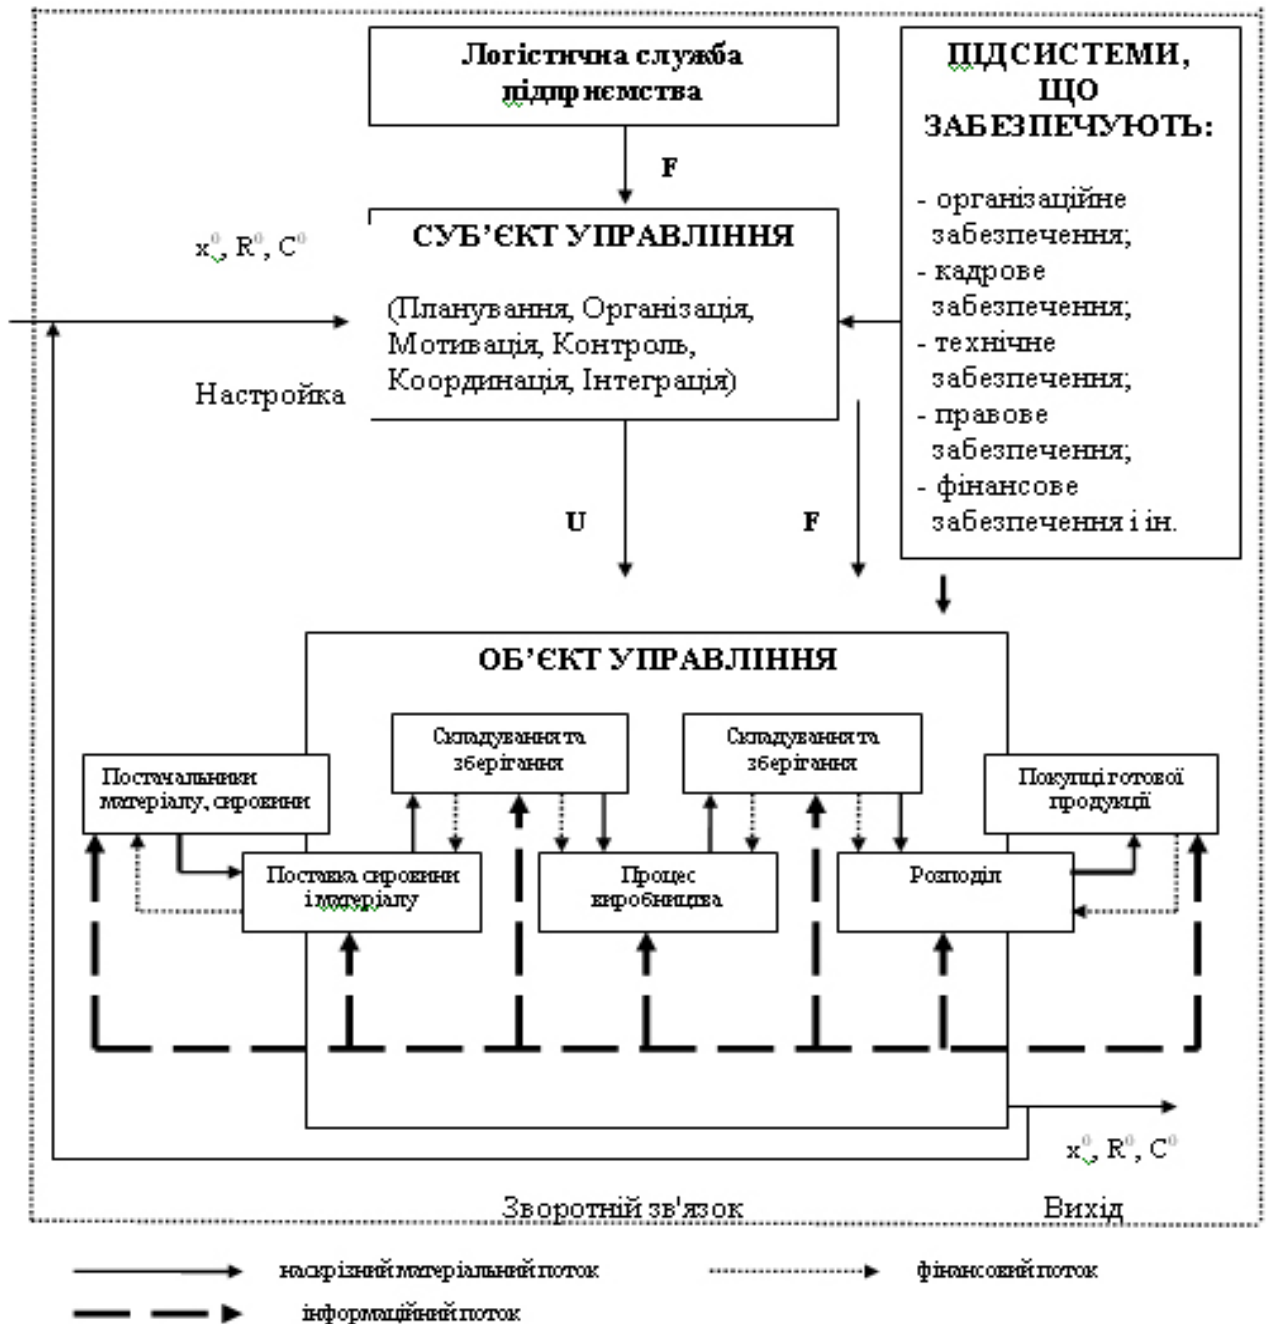 Логістична служба
підприємства
ПІДСИСТЕМИ,
ЩО
ЗАБЕЗПЕЧУЮТЬ:
- організаційне
забезпечення;
- кадрове
забезпечення;
- технічне
забезпечення;
- правове
забезпечення;
- фінансове
забезпечення і ін.
F
x⁰, R⁰, C⁰
СУБ’ЄКТ УПРАВЛІННЯ
(Планування, Організація,
Мотивація, Контроль,
Координація, Інтеграція)
Настройка
U
F
ОБ’ЄКТ УПРАВЛІННЯ
Складування та
зберігання
Складування та
зберігання
Постачальники
матеріалу, сировини
Покупці готової
продукції
Поставка сировини
і матеріалу
Процес
виробництва
Розподіл
x⁰, R⁰, C⁰
Зворотній зв'язок
Вихід
наскрізний матеріальний поток
фінансовий поток
інформаційний поток